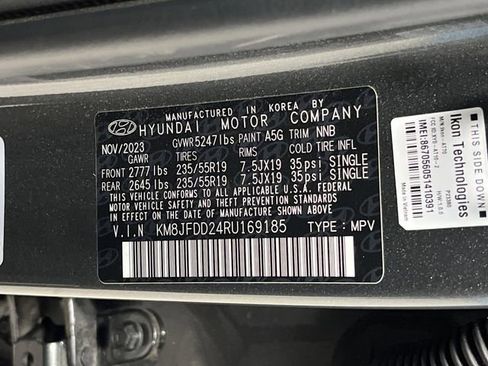 MANUFACTURED IN KOREA BY
HYUNDAI MOTOR COMPANY
NOV/2023 GVWR5247lbs PAINT A5G TRIM NNB
GAWR TIRES RIMS COLD TIRE INFL
FRONT 2777 lbs 235/55R19 7.5JX19 35psi SINGLE
REAR 2645 lbs 235/55R19 7.5JX19 35psi SINGLE
THIS VEHICLE CONFORMS TO ALL APPLICABLE FEDERAL
MOTOR VEHICLE SAFETY, BUMPER, AND THEFT
PREVENTION STANDARDS IN EFFECT ON THE DATE OF
MANUFACTURE SHOWN ABOVE.
V.I.N KM8JFDD24RU169185 TYPE : MPV
THIS SIDE DOWN
Ikon Technologies
IMEI:867056051410391